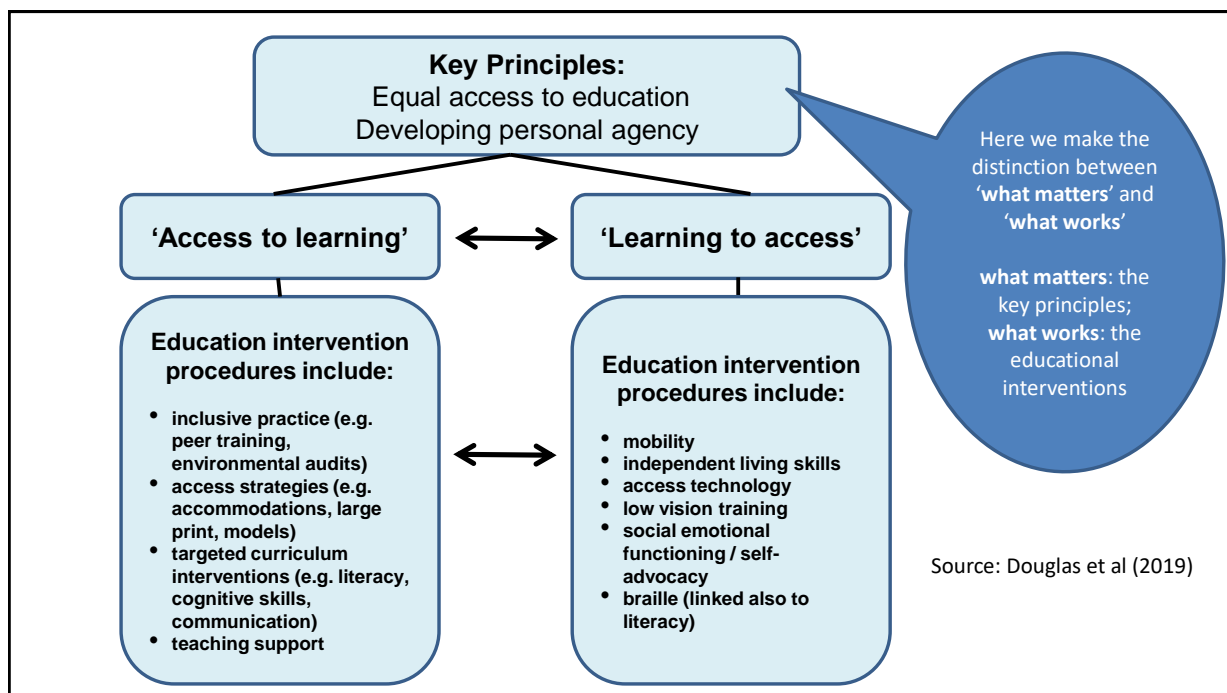 Key Principles:
Equal access to education
Developing personal agency
Here we make the
distinction between
‘what matters’ and
‘what works’
what matters: the
key principles;
what works: the
educational
interventions
‘Access to learning’
‘Learning to access’
Education intervention
procedures include:
• inclusive practice (e.g.
peer training,
environmental audits)
• access strategies (e.g.
accommodations, large
print, models)
• targeted curriculum
interventions (e.g. literacy,
cognitive skills,
communication)
• teaching support
Education intervention
procedures include:
• mobility
• independent living skills
• access technology
• low vision training
• social emotional
functioning / self-
advocacy
• braille (linked also to
literacy)
Source: Douglas et al (2019)